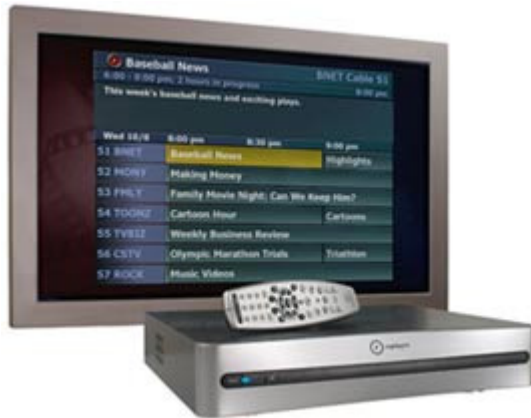 Baseball News
BNET Cable 51
6:00 - 9:00 pm; 2 hours in progress
8:00 pm
This week's baseball news and exciting plays.
Wed 10/8 8:00 pm 8:30 pm 9:00 pm
51 BNET Baseball News Highlights
52 MONY Making Money
53 FMLY Family Movie Night: Can We Keep Him?
54 TOONZ Cartoon Hour Cartoons
55 TVBIZ Weekly Business Review
56 CSTV Olympic Marathon Trials Triathlon
57 ROCK Music Videos